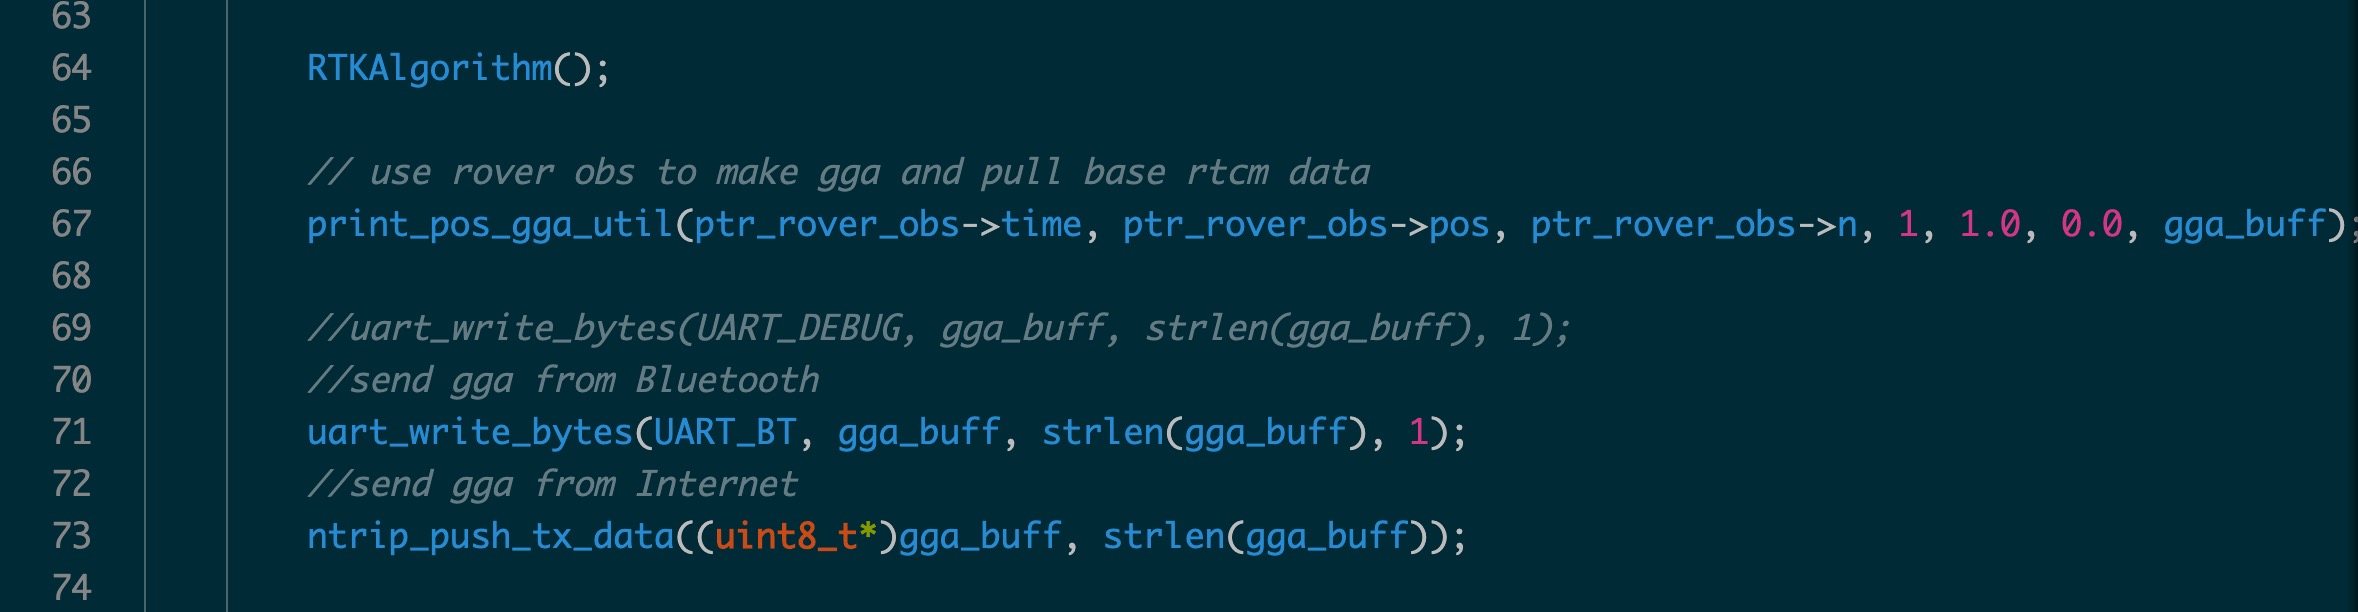 63
64 RTKAlgorithm();
65
66 // use rover obs to make gga and pull base rtcm data
67 print_pos_gga_util(ptr_rover_obs->time, ptr_rover_obs->pos, ptr_rover_obs->n, 1, 1.0, 0.0, gga_buff);
68
69 //uart_write_bytes(UART_DEBUG, gga_buff, strlen(gga_buff), 1);
70 //send gga from Bluetooth
71 uart_write_bytes(UART_BT, gga_buff, strlen(gga_buff), 1);
72 //send gga from Internet
73 ntrip_push_tx_data((uint8_t*)gga_buff, strlen(gga_buff));
74